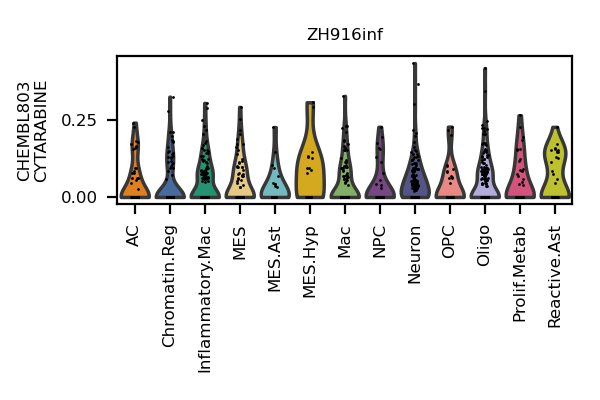 ZH916inf
CHEMBL803
CYTARABINE
0.25
0.00
AC
Chromatin.Reg
Inflammatory.Mac
MES
MES.Ast
MES.Hyp
Mac
NPC
Neuron
OPC
Oligo
Prolif.Metab
Reactive.Ast